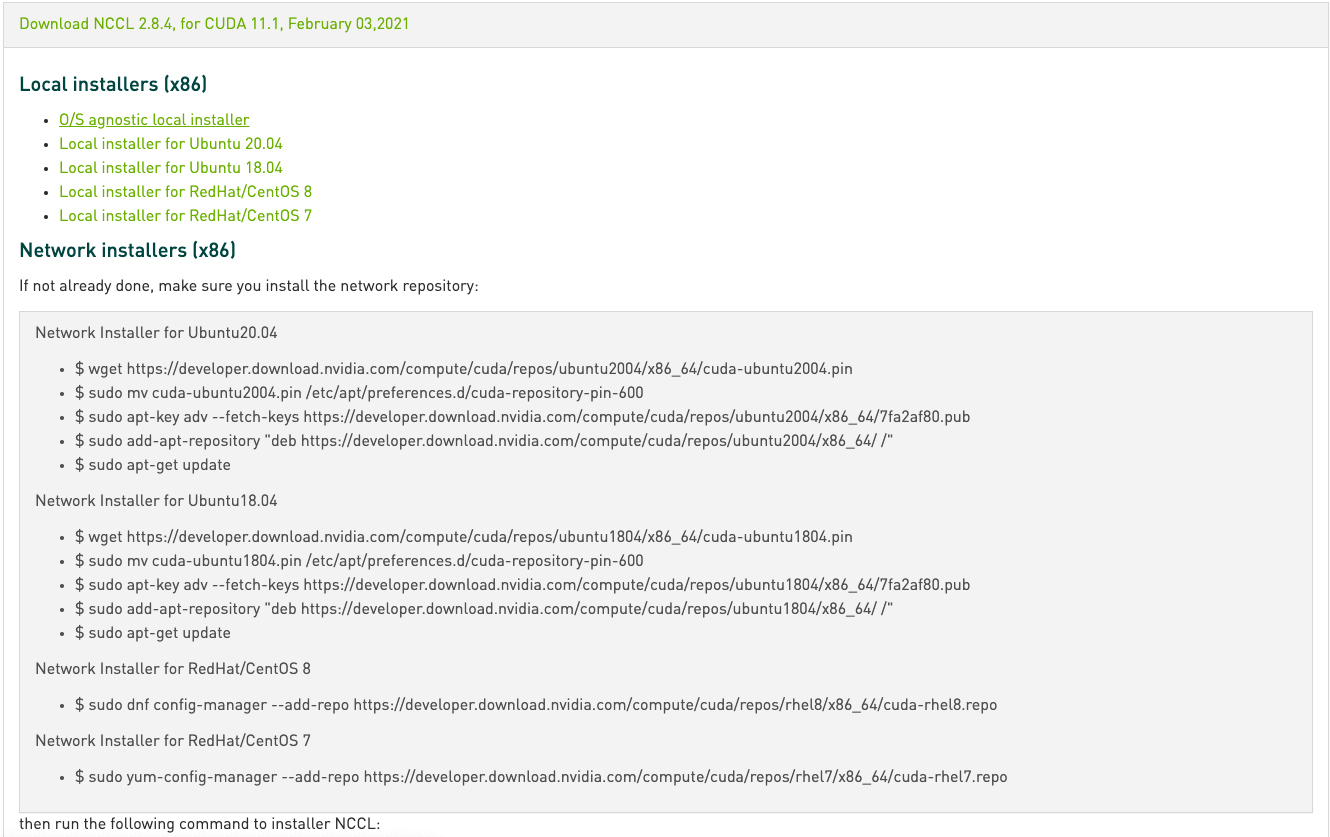 Download NCCL 2.8.4, for CUDA 11.1, February 03,2021
Local installers (x86)
O/S agnostic local installer
Local installer for Ubuntu 20.04
Local installer for Ubuntu 18.04
Local installer for RedHat/CentOS 8
Local installer for RedHat/CentOS 7
Network installers (x86)
If not already done, make sure you install the network repository:
Network Installer for Ubuntu20.04
$ wget https://developer.download.nvidia.com/compute/cuda/repos/ubuntu2004/x86_64/cuda-ubuntu2004.pin
$ sudo mv cuda-ubuntu2004.pin /etc/apt/preferences.d/cuda-repository-pin-600
$ sudo apt-key adv --fetch-keys https://developer.download.nvidia.com/compute/cuda/repos/ubuntu2004/x86_64/7fa2af80.pub
$ sudo add-apt-repository "deb https://developer.download.nvidia.com/compute/cuda/repos/ubuntu2004/x86_64/ /"
$ sudo apt-get update
Network Installer for Ubuntu18.04
$ wget https://developer.download.nvidia.com/compute/cuda/repos/ubuntu1804/x86_64/cuda-ubuntu1804.pin
$ sudo mv cuda-ubuntu1804.pin /etc/apt/preferences.d/cuda-repository-pin-600
$ sudo apt-key adv --fetch-keys https://developer.download.nvidia.com/compute/cuda/repos/ubuntu1804/x86_64/7fa2af80.pub
$ sudo add-apt-repository "deb https://developer.download.nvidia.com/compute/cuda/repos/ubuntu1804/x86_64/ /"
$ sudo apt-get update
Network Installer for RedHat/CentOS 8
$ sudo dnf config-manager --add-repo https://developer.download.nvidia.com/compute/cuda/repos/rhel8/x86_64/cuda-rhel8.repo
Network Installer for RedHat/CentOS 7
$ sudo yum-config-manager --add-repo https://developer.download.nvidia.com/compute/cuda/repos/rhel7/x86_64/cuda-rhel7.repo
then run the following command to installer NCCL: